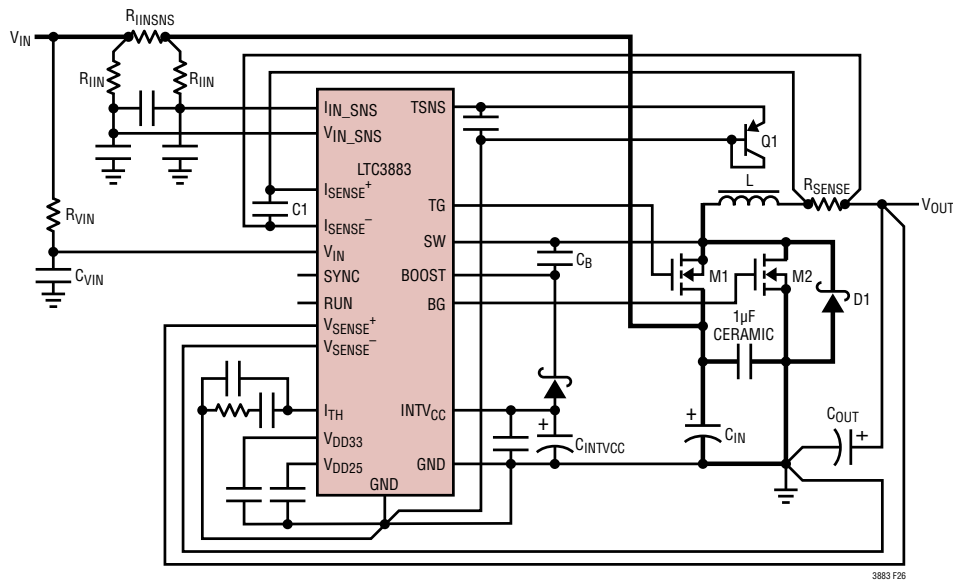 RIINSNS
VIN
RIIN
RIIN
IIN_SNS
TSNS
VIN_SNS
Q1
LTC3883
L
RSENSE
ISENSE+
C1
TG
VOUT
RVIN
ISENSE–
SW
VIN
CB
CVIN
SYNC
BOOST
M1
M2
D1
RUN
BG
1µF
CERAMIC
VSENSE+
VSENSE–
ITH
INTVCC
+
CINTVCC
+
CIN
COUT
+
VDD33
VDD25
GND
GND
3883 F26